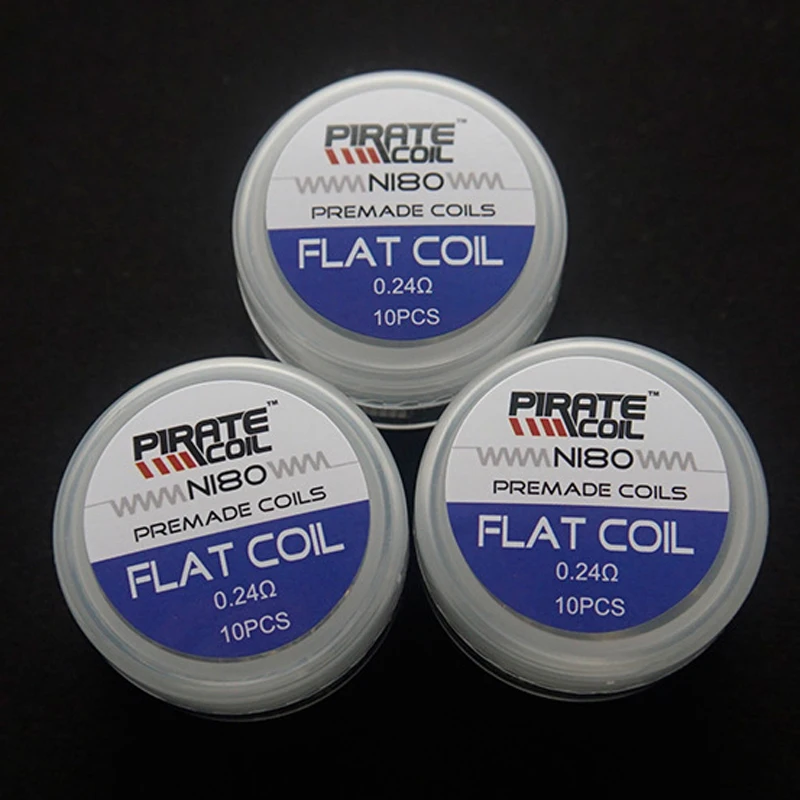 PIRATE™
COIL
NI80
PREMADE COILS
FLAT COIL
0.24Ω
10PCS
PIRATE™
COIL
NI80
PREMADE COILS
FLAT COIL
0.24Ω
10PCS
PIRATE™
COIL
NI80
PREMADE COILS
FLAT COIL
0.24Ω
10PCS